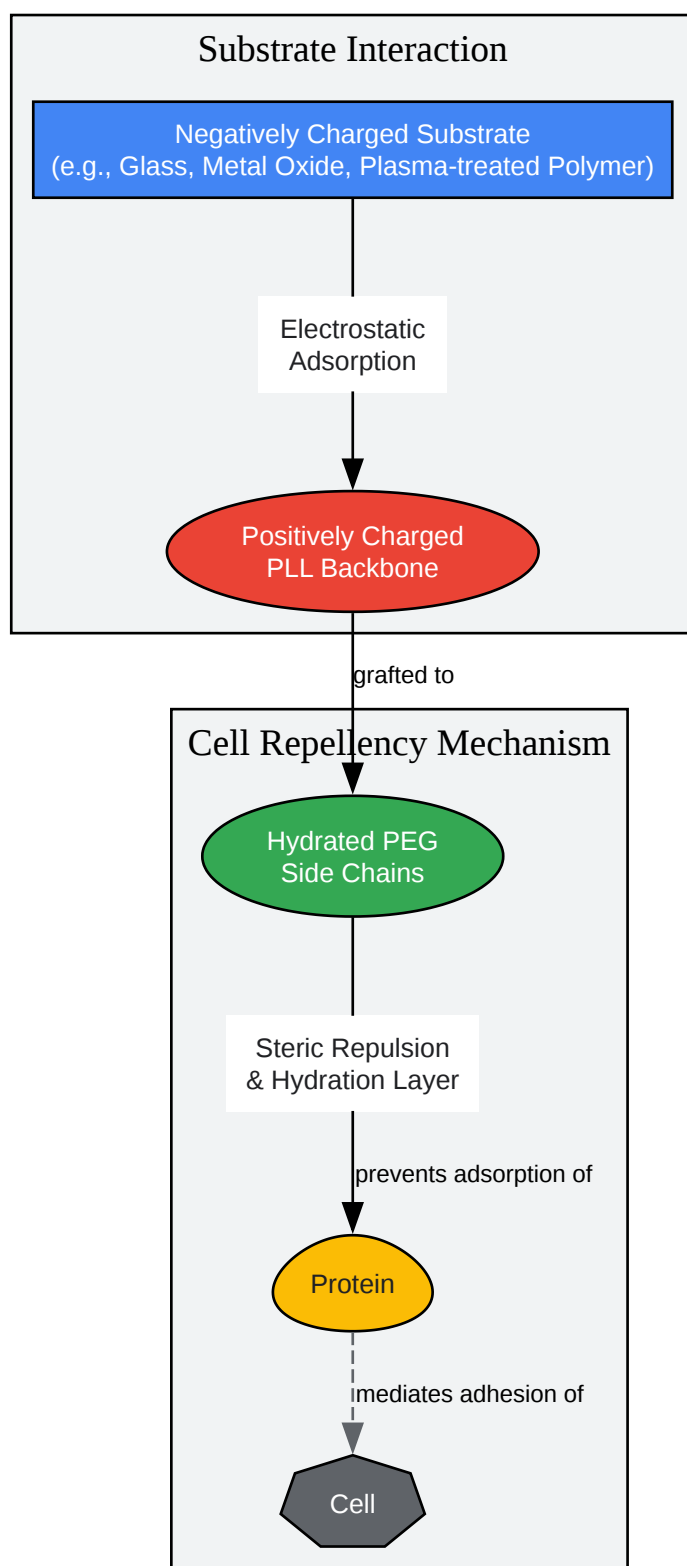 Substrate Interaction
Negatively Charged Substrate
(e.g., Glass, Metal Oxide, Plasma-treated Polymer)
Electrostatic
Adsorption
Positively Charged
PLL Backbone
grafted to
Cell Repellency Mechanism
Hydrated PEG
Side Chains
Steric Repulsion
& Hydration Layer
prevents adsorption of
Protein
mediates adhesion of
Cell